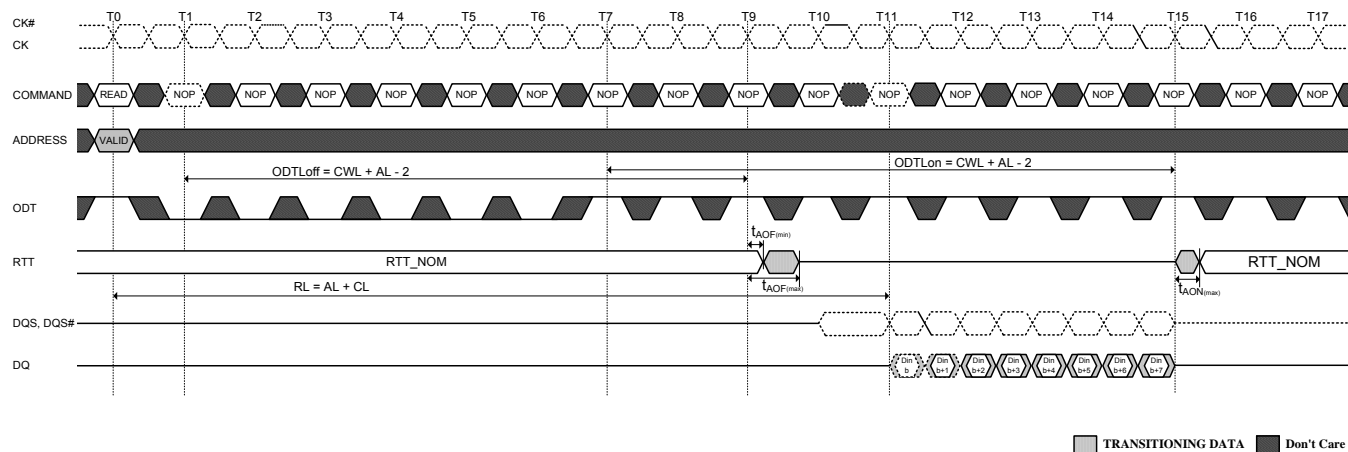 CK#
CK
T0 T1 T2 T3 T4 T5 T6 T7 T8 T9 T10 T11 T12 T13 T14 T15 T16 T17
COMMAND READ NOP NOP NOP NOP NOP NOP NOP NOP NOP NOP NOP NOP NOP NOP NOP NOP NOP
ADDRESS VALID
ODTLoff = CWL + AL - 2
ODTLon = CWL + AL - 2
ODT
tAOF(min)
RTT RTT_NOM RTT_NOM
tAOF(max)
tAON(max)
RL = AL + CL
DQS, DQS#
DQ
Din b
Din b+1
Din b+2
Din b+3
Din b+4
Din b+5
Din b+6
Din b+7
TRANSITIONING DATA Don't Care